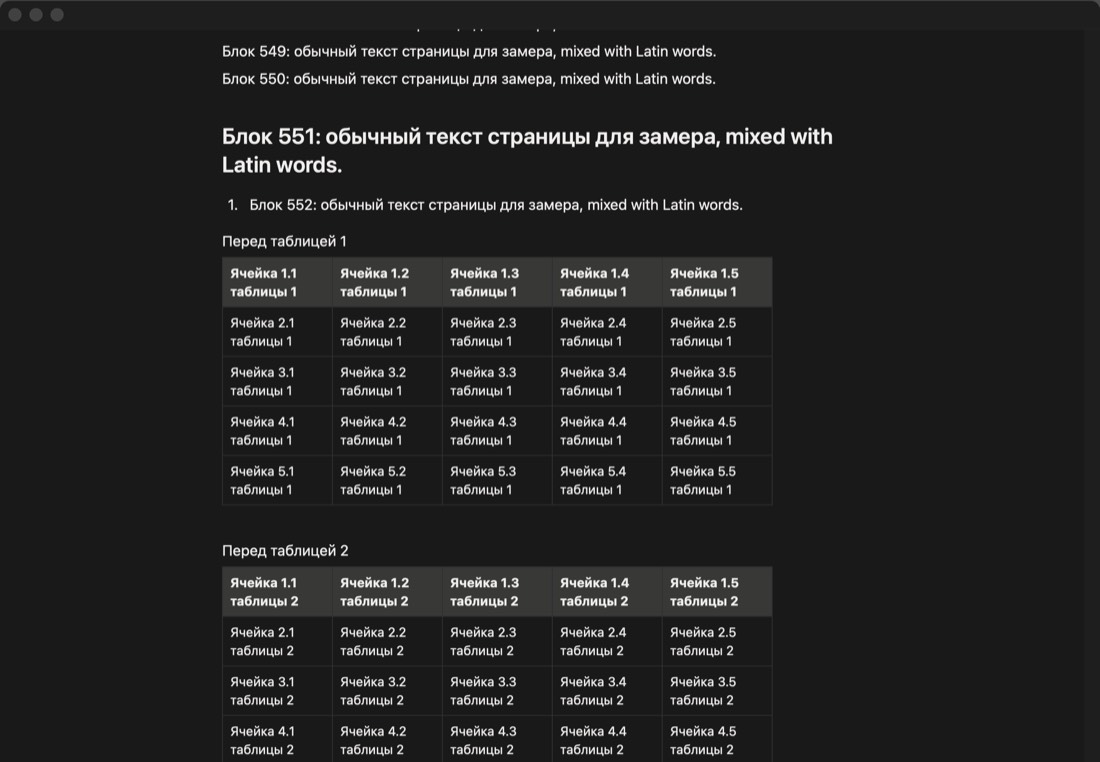 Блок 549: обычный текст страницы для замера, mixed with Latin words.
Блок 550: обычный текст страницы для замера, mixed with Latin words.
Блок 551: обычный текст страницы для замера, mixed with
Latin words.
1. Блок 552: обычный текст страницы для замера, mixed with Latin words.
Перед таблицей 1
Ячейка 1.1 Ячейка 1.2 Ячейка 1.3 Ячейка 1.4 Ячейка 1.5
таблицы 1 таблицы 1 таблицы 1 таблицы 1 таблицы 1
Ячейка 2.1 Ячейка 2.2 Ячейка 2.3 Ячейка 2.4 Ячейка 2.5
таблицы 1 таблицы 1 таблицы 1 таблицы 1 таблицы 1
Ячейка 3.1 Ячейка 3.2 Ячейка 3.3 Ячейка 3.4 Ячейка 3.5
таблицы 1 таблицы 1 таблицы 1 таблицы 1 таблицы 1
Ячейка 4.1 Ячейка 4.2 Ячейка 4.3 Ячейка 4.4 Ячейка 4.5
таблицы 1 таблицы 1 таблицы 1 таблицы 1 таблицы 1
Ячейка 5.1 Ячейка 5.2 Ячейка 5.3 Ячейка 5.4 Ячейка 5.5
таблицы 1 таблицы 1 таблицы 1 таблицы 1 таблицы 1
Перед таблицей 2
Ячейка 1.1 Ячейка 1.2 Ячейка 1.3 Ячейка 1.4 Ячейка 1.5
таблицы 2 таблицы 2 таблицы 2 таблицы 2 таблицы 2
Ячейка 2.1 Ячейка 2.2 Ячейка 2.3 Ячейка 2.4 Ячейка 2.5
таблицы 2 таблицы 2 таблицы 2 таблицы 2 таблицы 2
Ячейка 3.1 Ячейка 3.2 Ячейка 3.3 Ячейка 3.4 Ячейка 3.5
таблицы 2 таблицы 2 таблицы 2 таблицы 2 таблицы 2
Ячейка 4.1 Ячейка 4.2 Ячейка 4.3 Ячейка 4.4 Ячейка 4.5
таблицы 2 таблицы 2 таблицы 2 таблицы 2 таблицы 2